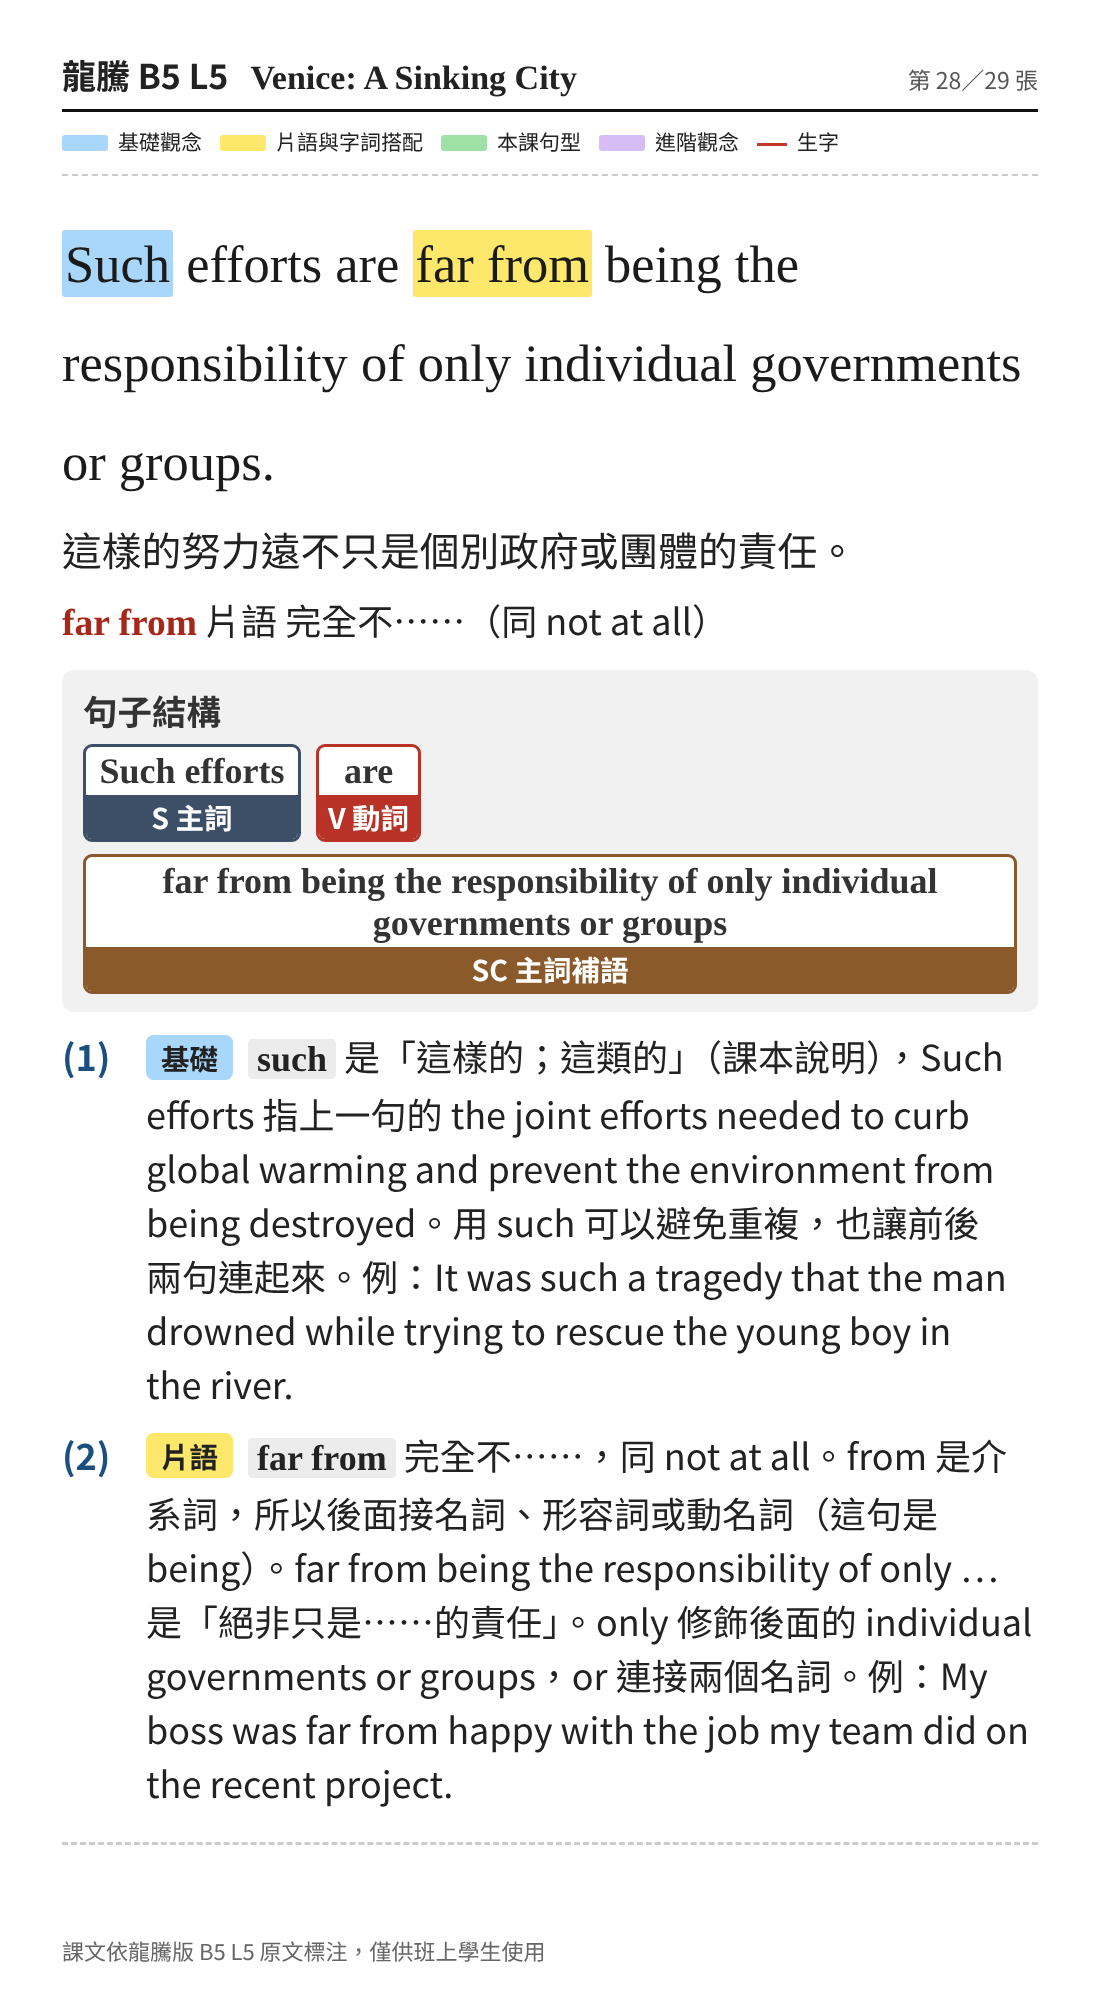 龍騰 B5 L5 Venice: A Sinking City 第 28／29 張
基礎觀念 片語與字詞搭配 本課句型 進階觀念 生字
Such efforts are far from being the
responsibility of only individual governments
or groups.
這樣的努力遠不只是個別政府或團體的責任。
far from 片語 完全不⋯⋯（同 not at all）
句子結構
Such efforts are
S 主詞 V 動詞
far from being the responsibility of only individual
governments or groups
SC 主詞補語
(1) 基礎 such 是「這樣的；這類的」（課本說明），Such
efforts 指上一句的 the joint efforts needed to curb
global warming and prevent the environment from
being destroyed。用 such 可以避免重複，也讓前後
兩句連起來。例：It was such a tragedy that the man
drowned while trying to rescue the young boy in
the river.
(2) 片語 far from 完全不⋯⋯，同 not at all。from 是介
系詞，所以後面接名詞、形容詞或動名詞（這句是
being）。far from being the responsibility of only …
是「絕非只是⋯⋯的責任」。only 修飾後面的 individual
governments or groups，or 連接兩個名詞。例：My
boss was far from happy with the job my team did on
the recent project.
課文依龍騰版 B5 L5 原文標注，僅供班上學生使用